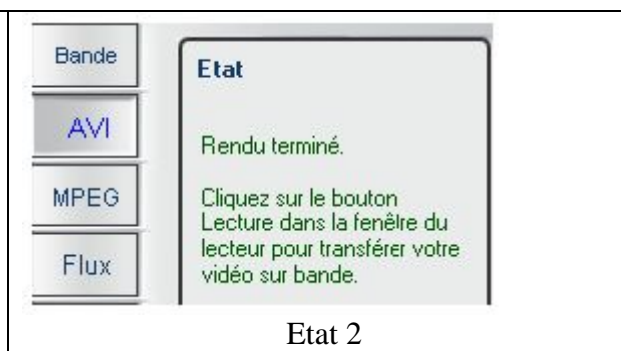 Bande
AVI
MPEG
Flux
Etat
Rendu terminé.
Cliquez sur le bouton
Lecture dans la fenêtre du
lecteur pour transférer votre
vidéo sur bande.
Etat 2